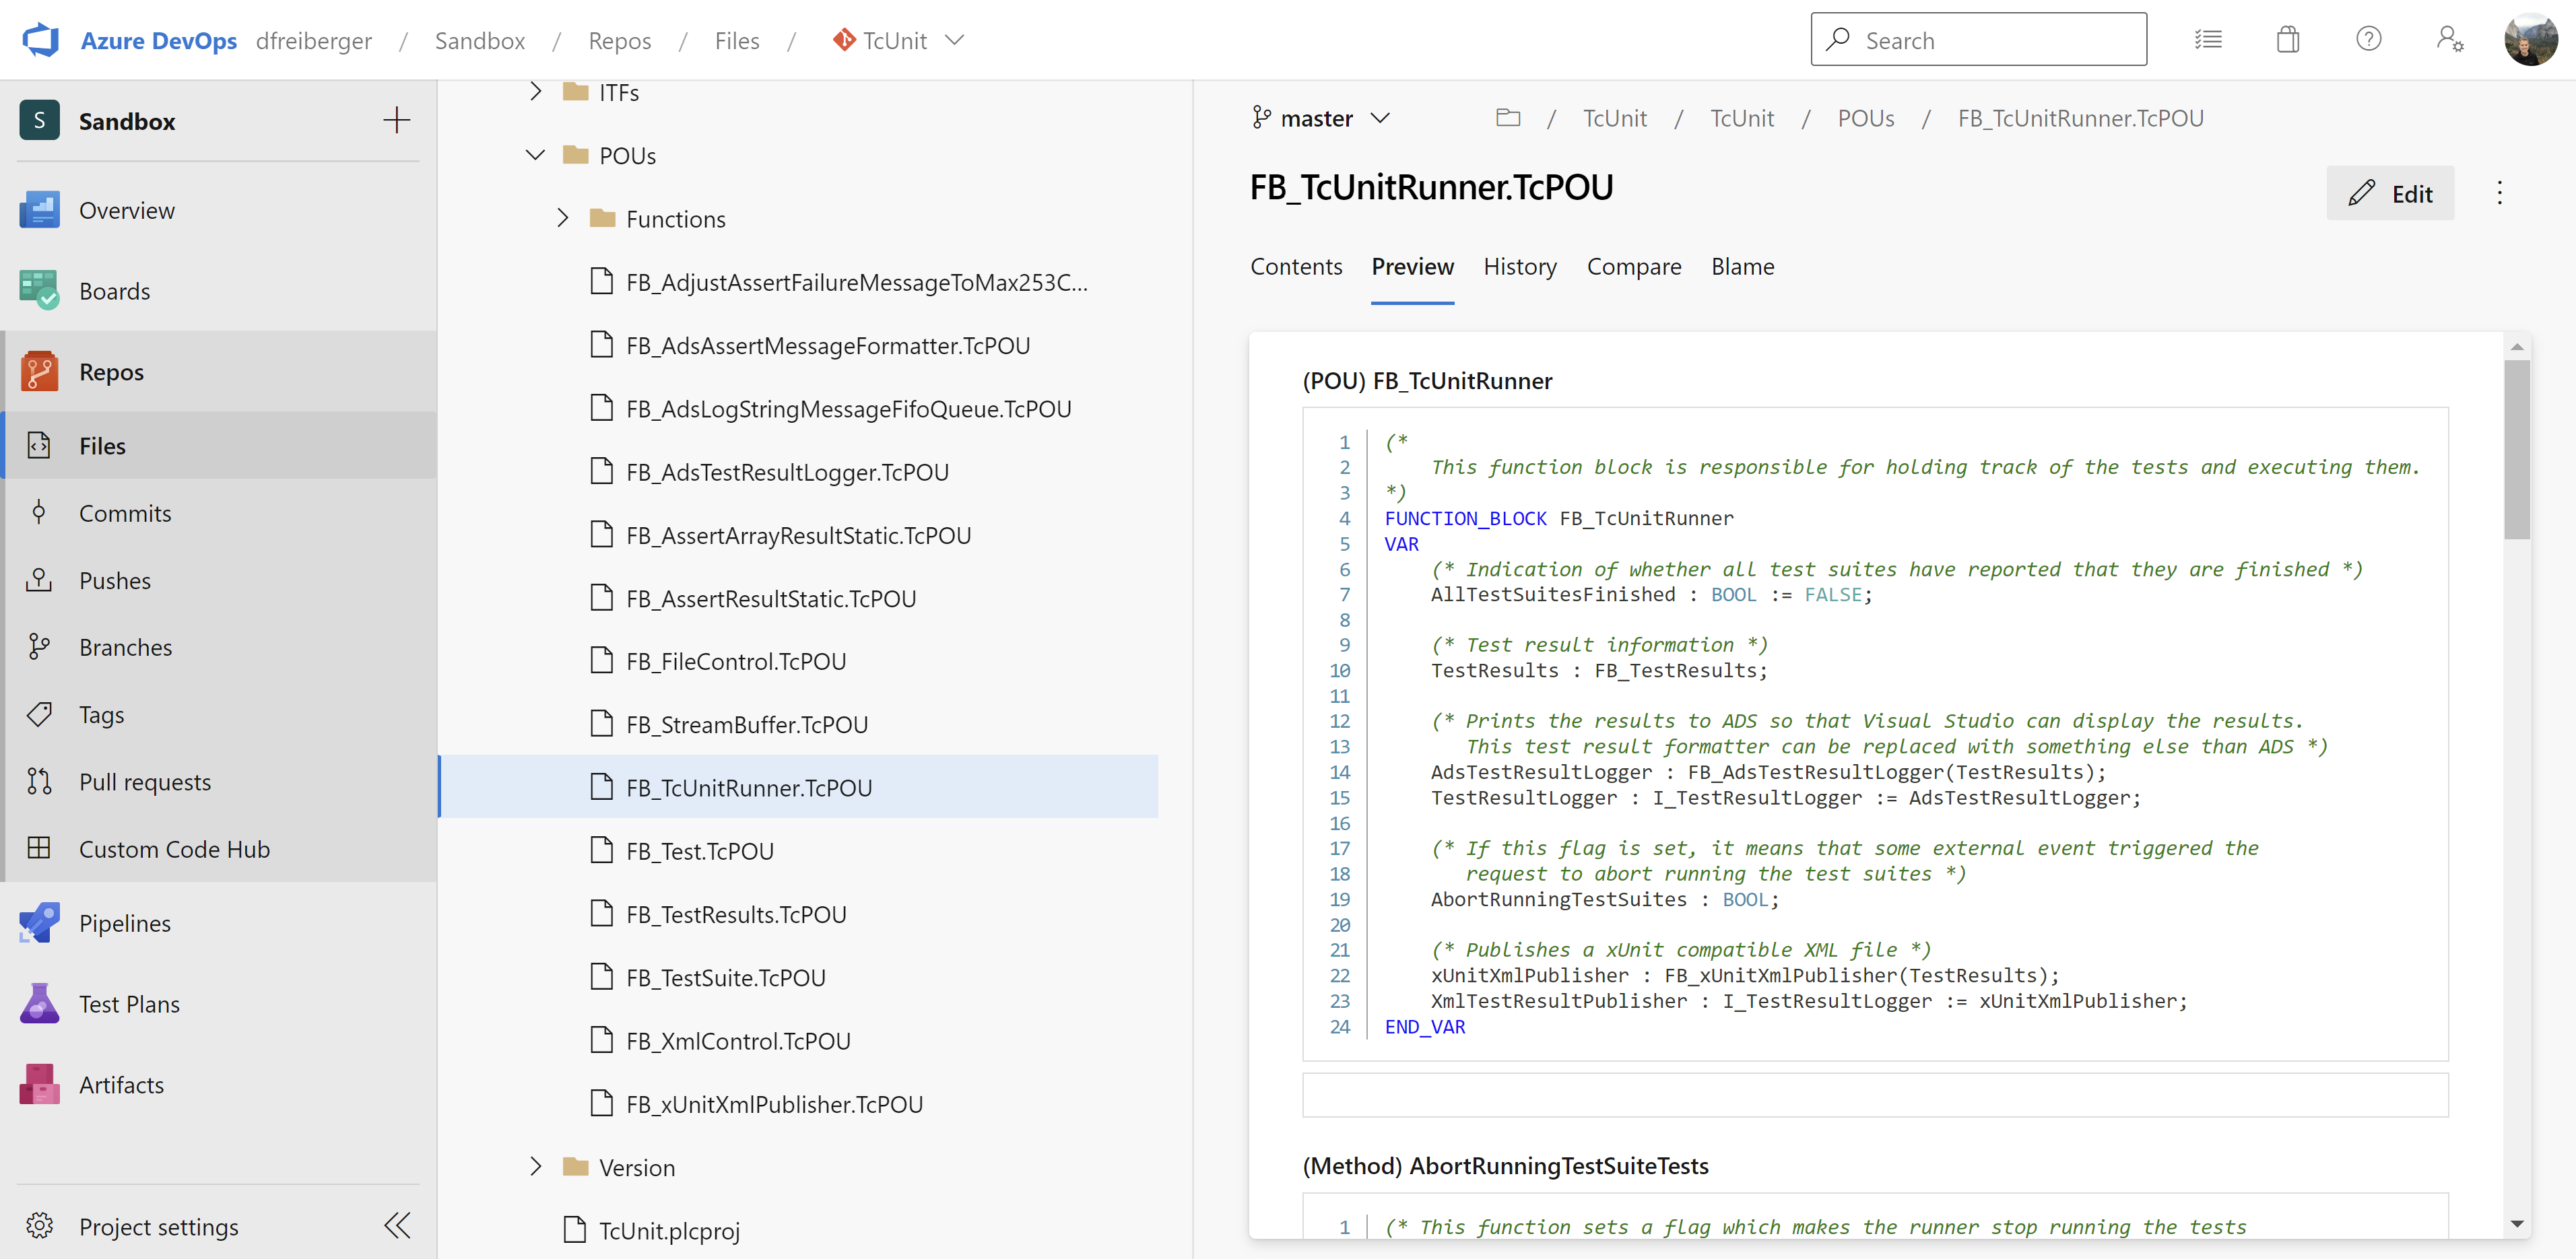 Azure DevOps dfreiberger / Sandbox / Repos / Files / TcUnit
Search
S Sandbox
Overview
Boards
Repos
Files
Commits
Pushes
Branches
Tags
Pull requests
Custom Code Hub
Pipelines
Test Plans
Artifacts
Project settings
ITFs
POUs
Functions
FB_AdjustAssertFailureMessageToMax253C...
FB_AdsAssertMessageFormatter.TcPOU
FB_AdsLogStringMessageFifoQueue.TcPOU
FB_AdsTestResultLogger.TcPOU
FB_AssertArrayResultStatic.TcPOU
FB_AssertResultStatic.TcPOU
FB_FileControl.TcPOU
FB_StreamBuffer.TcPOU
FB_TcUnitRunner.TcPOU
FB_Test.TcPOU
FB_TestResults.TcPOU
FB_TestSuite.TcPOU
FB_XmlControl.TcPOU
FB_xUnitXmlPublisher.TcPOU
Version
TcUnit.plcproj
master / TcUnit / TcUnit / POUs / FB_TcUnitRunner.TcPOU
FB_TcUnitRunner.TcPOU
Edit
Contents Preview History Compare Blame
(POU) FB_TcUnitRunner
1 (*
2 This function block is responsible for holding track of the tests and executing them.
3 *)
4 FUNCTION_BLOCK FB_TcUnitRunner
5 VAR
6 (* Indication of whether all test suites have reported that they are finished *)
7 AllTestSuitesFinished : BOOL := FALSE;
8
9 (* Test result information *)
10 TestResults : FB_TestResults;
11
12 (* Prints the results to ADS so that Visual Studio can display the results.
13 This test result formatter can be replaced with something else than ADS *)
14 AdsTestResultLogger : FB_AdsTestResultLogger(TestResults);
15 TestResultLogger : I_TestResultLogger := AdsTestResultLogger;
16
17 (* If this flag is set, it means that some external event triggered the
18 request to abort running the test suites *)
19 AbortRunningTestSuites : BOOL;
20
21 (* Publishes a xUnit compatible XML file *)
22 xUnitXmlPublisher : FB_xUnitXmlPublisher(TestResults);
23 XmlTestResultPublisher : I_TestResultLogger := xUnitXmlPublisher;
24 END_VAR
(Method) AbortRunningTestSuiteTests
1 (* This function sets a flag which makes the runner stop running the tests